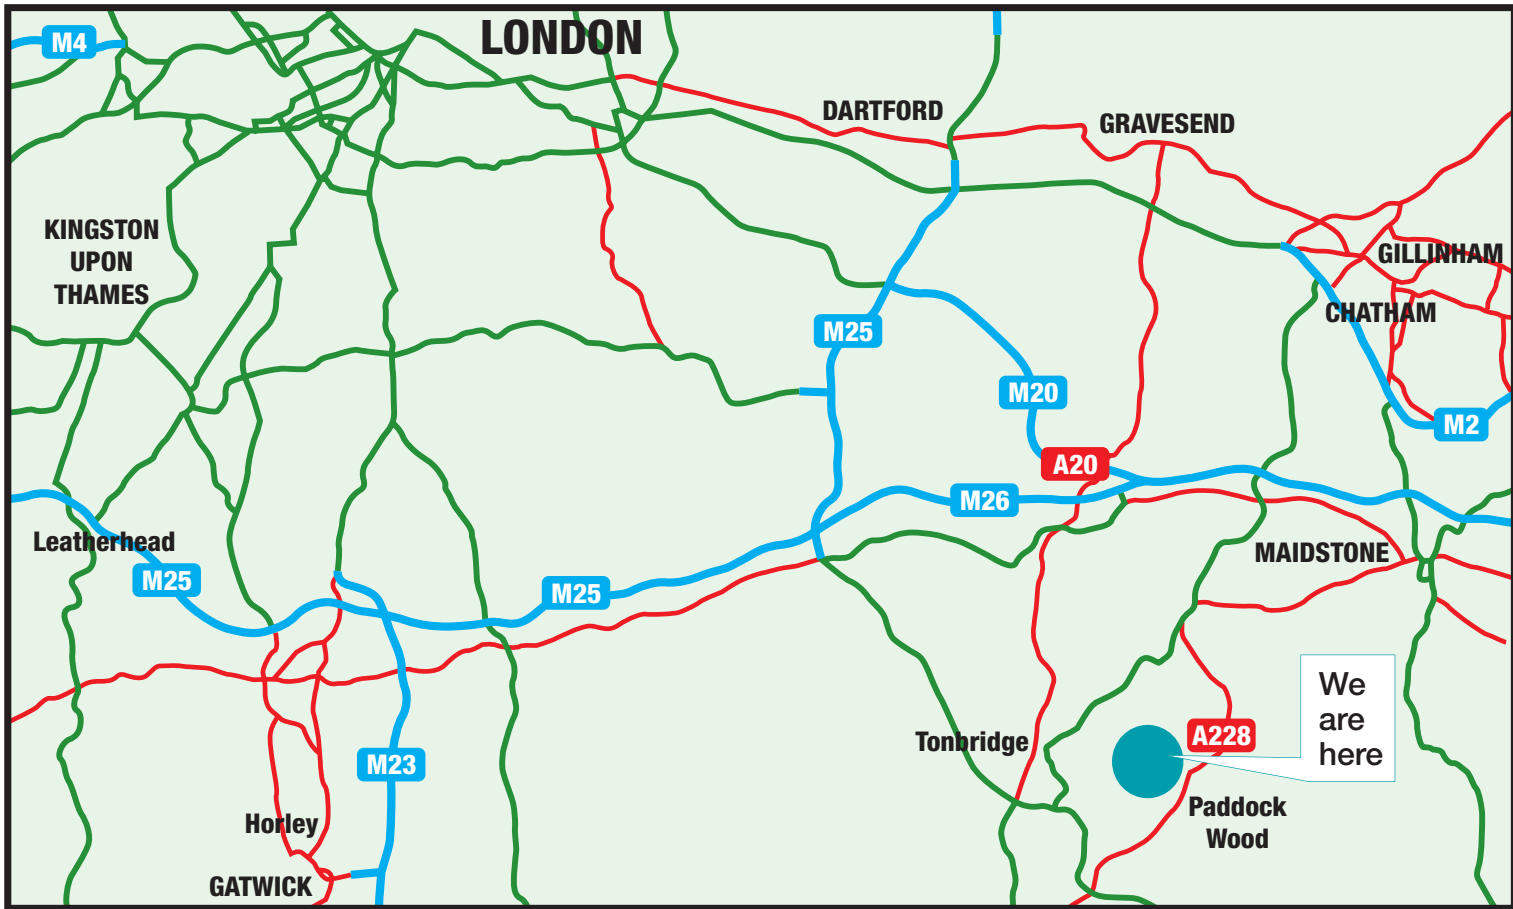 M4
LONDON
DARTFORD
GRAVESEND
KINGSTON
UPON
THAMES
GILLINHAM
CHATHAM
M25
M20
M2
A20
M26
Leatherhead
MAIDSTONE
M25
M25
We
are
here
Tonbridge
A228
M23
Paddock
Wood
Horley
GATWICK